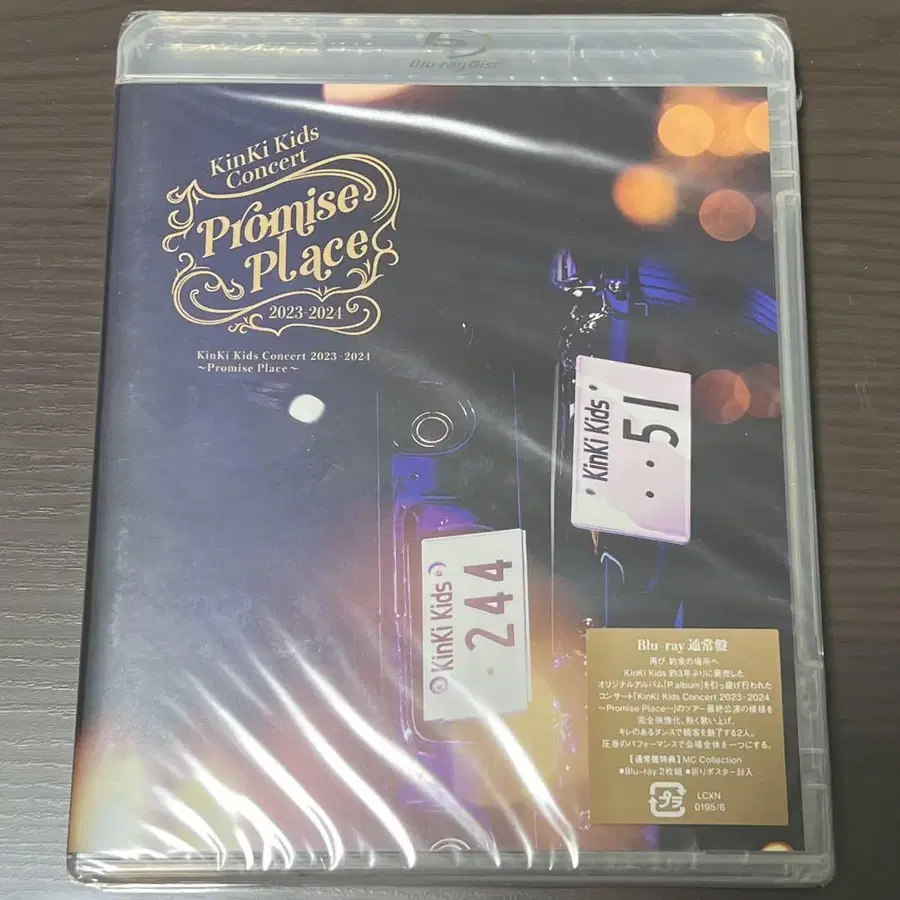 Blu-ray Disc
KinKi Kids
Concert
Promise
Place
2023-2024
KinKi Kids Concert 2023-2024
～Promise Place～
KinKi Kids
・・51
KinKi Kids
・244
Blu-ray 通常盤
再び、約束の場所へ
KinKi Kids 約3年ぶりに発売した
オリジナルアルバム「P album」を引っ提げ行われた
コンサート「KinKi Kids Concert 2023-2024
～Promise Place～」のツアー最終公演の模様を
完全映像化。熱く歌い上げ、
キレのあるダンスで観客を魅了する2人。
圧巻のパフォーマンスで会場全体を一つにする。
【通常盤特典】MC Collection
●Blu-ray 2枚組 ●折りポスター封入
プラ
LCXN
0195/6